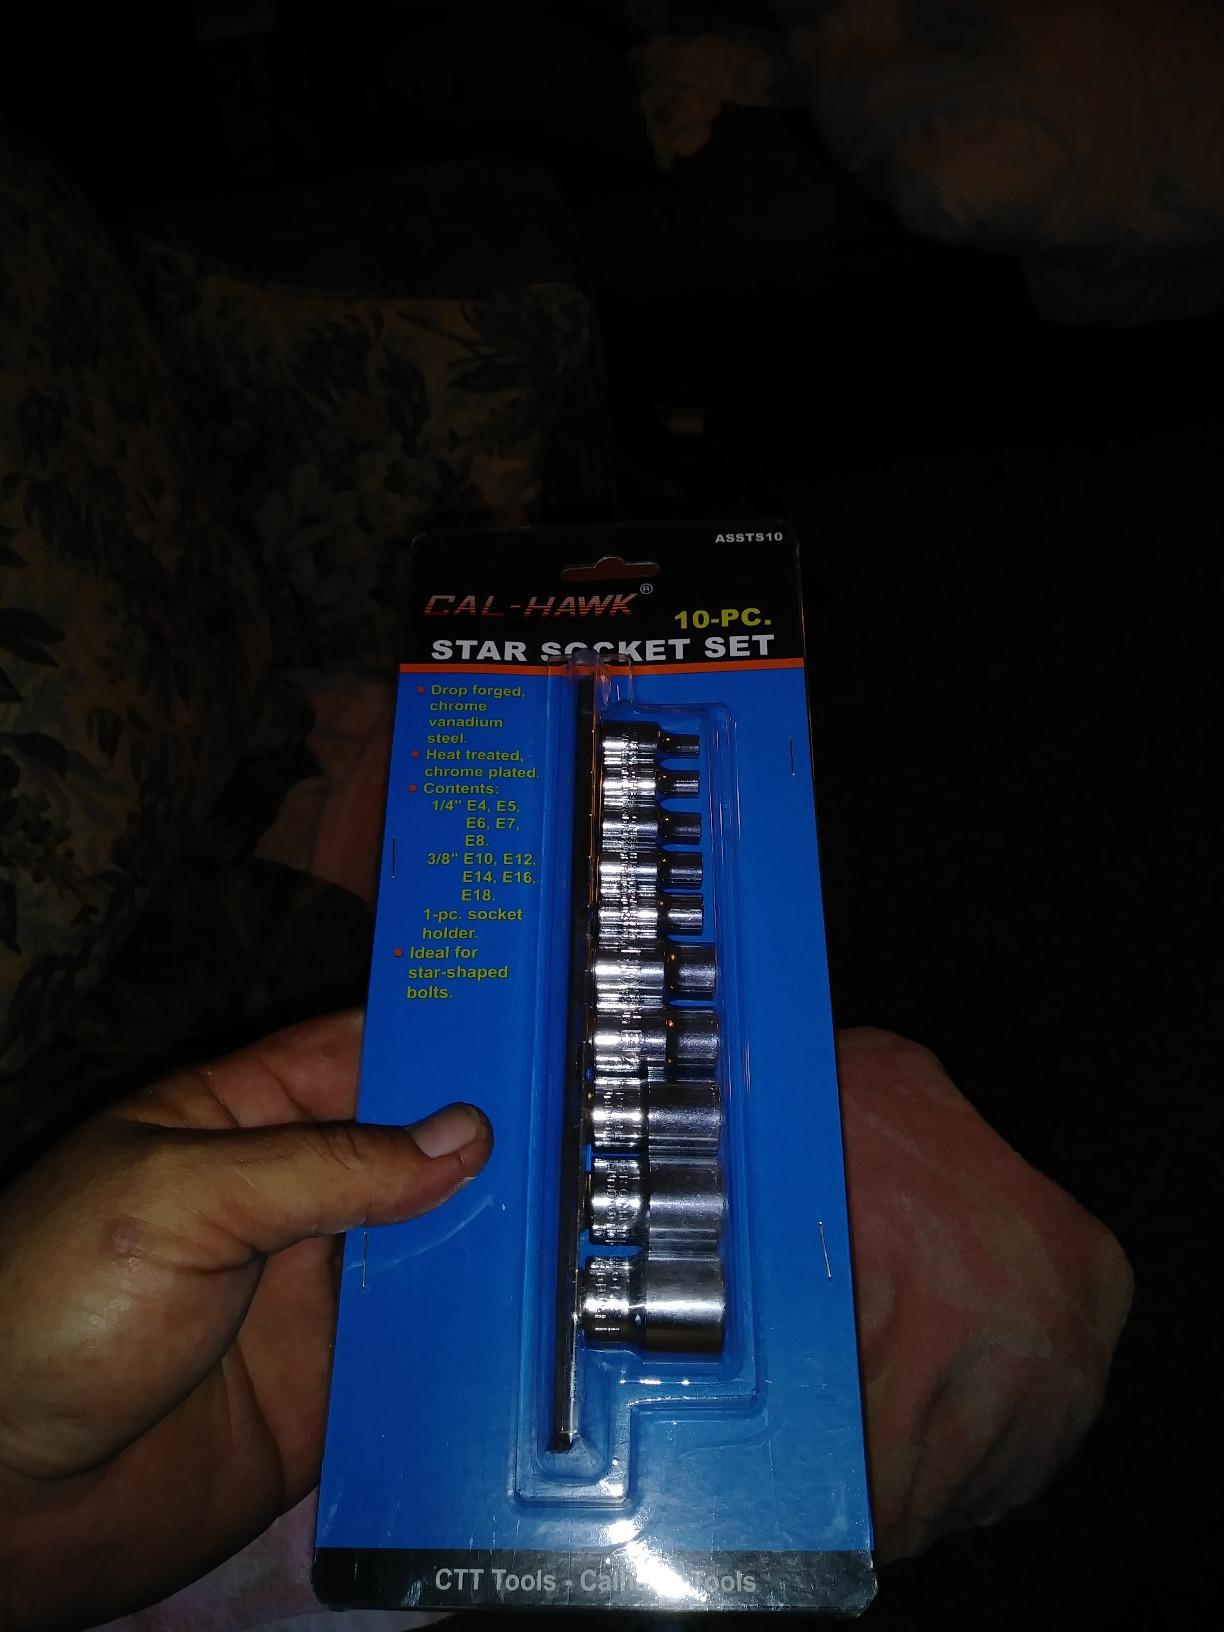 ASSTS10
CAL-HAWK®
10-PC.
STAR SOCKET SET
• Drop forged,
chrome
vanadium
steel.
• Heat treated,
chrome plated.
• Contents:
1/4" E4, E5,
E6, E7,
E8.
3/8" E10, E12,
E14, E16,
E18.
1-pc. socket
holder.
• Ideal for
star-shaped
bolts.
CTT Tools - Tools